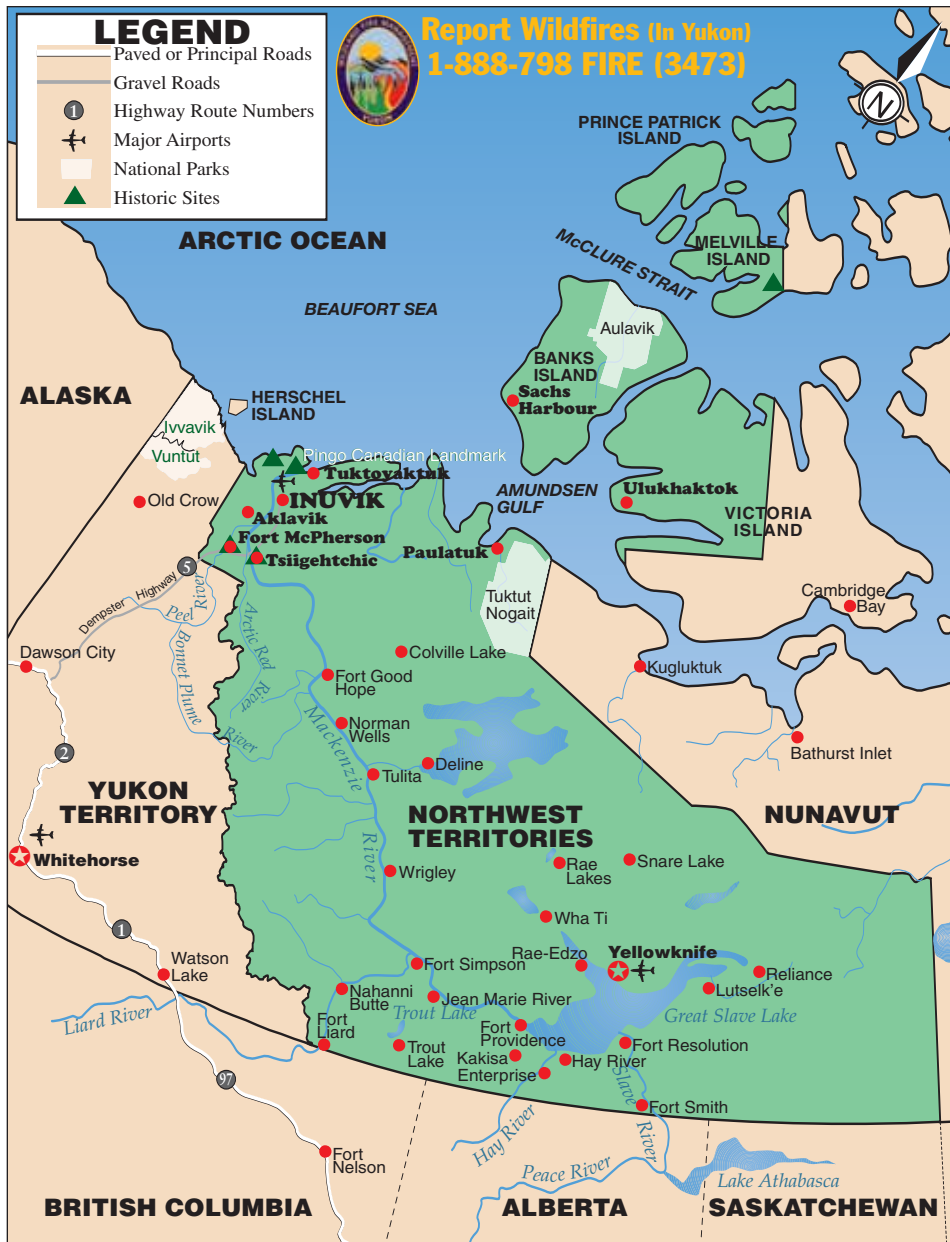 LEGEND
Paved or Principal Roads
Gravel Roads
1
Highway Route Numbers
Major Airports
National Parks
Historic Sites
Report Wildfires (In Yukon)
1-888-798 FIRE (3473)
YUKON
N
PRINCE PATRICK
ISLAND
MELVILLE
ISLAND
McCLURE STRAIT
ARCTIC OCEAN
BEAUFORT SEA
Aulavik
BANKS
ISLAND
Sachs
Harbour
ALASKA
HERSCHEL
ISLAND
Ivvavik
Vuntut
Pingo Canadian Landmark
Tuktoyaktuk
INUVIK
Old Crow
Aklavik
Fort McPherson
Tsiigehtchic
AMUNDSEN
GULF
Ulukhaktok
VICTORIA
ISLAND
Paulatuk
Tuktut
Nogait
Cambridge
Bay
5
Dempster Highway
Peel River
Bonnet Plume
River
Arctic Red
River
Dawson City
Colville Lake
Kugluktuk
Fort Good
Hope
Mackenzie
River
Norman
Wells
Bathurst Inlet
Tulita
Deline
2
YUKON
TERRITORY
NORTHWEST
TERRITORIES
NUNAVUT
Whitehorse
Wrigley
Rae
Lakes
Snare Lake
Wha Ti
1
Rae-Edzo
Yellowknife
Watson
Lake
Fort Simpson
Reliance
Lutselk'e
Nahanni
Butte
Jean Marie River
Trout Lake
Great Slave Lake
Liard River
Fort
Liard
Trout
Lake
Fort
Providence
Kakisa
Enterprise
Hay River
Fort Resolution
Slave
River
97
Fort Smith
Hay River
Fort
Nelson
Peace River
Lake Athabasca
BRITISH COLUMBIA
ALBERTA
SASKATCHEWAN